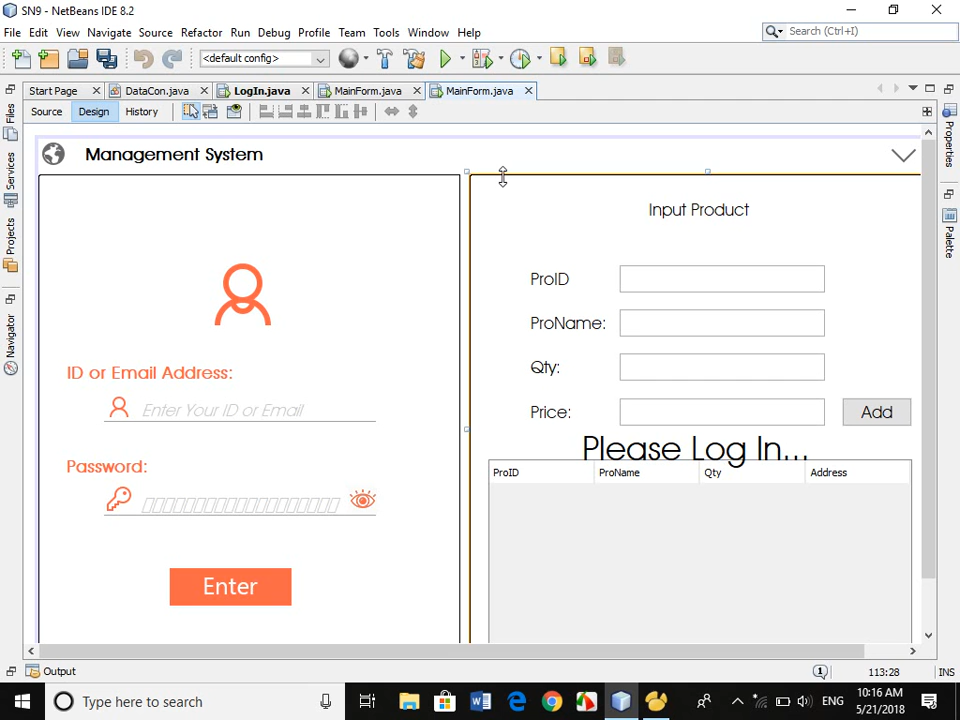 SN9 - NetBeans IDE 8.2
File Edit View Navigate Source Refactor Run Debug Profile Team Tools Window Help
Search (Ctrl+I)
<default config>
Start Page DataCon.java LogIn.java MainForm.java MainForm.java
Source Design History
Files
Services
Projects
Navigator
Properties
Palette
Management System
Input Product
ProID
ProName:
Qty:
Price:
Add
Please Log In...
ProID ProName Qty Address
ID or Email Address:
Enter Your ID or Email
Password:
Enter
Output
1
113:28
INS
Type here to search
ENG
10:16 AM
5/21/2018